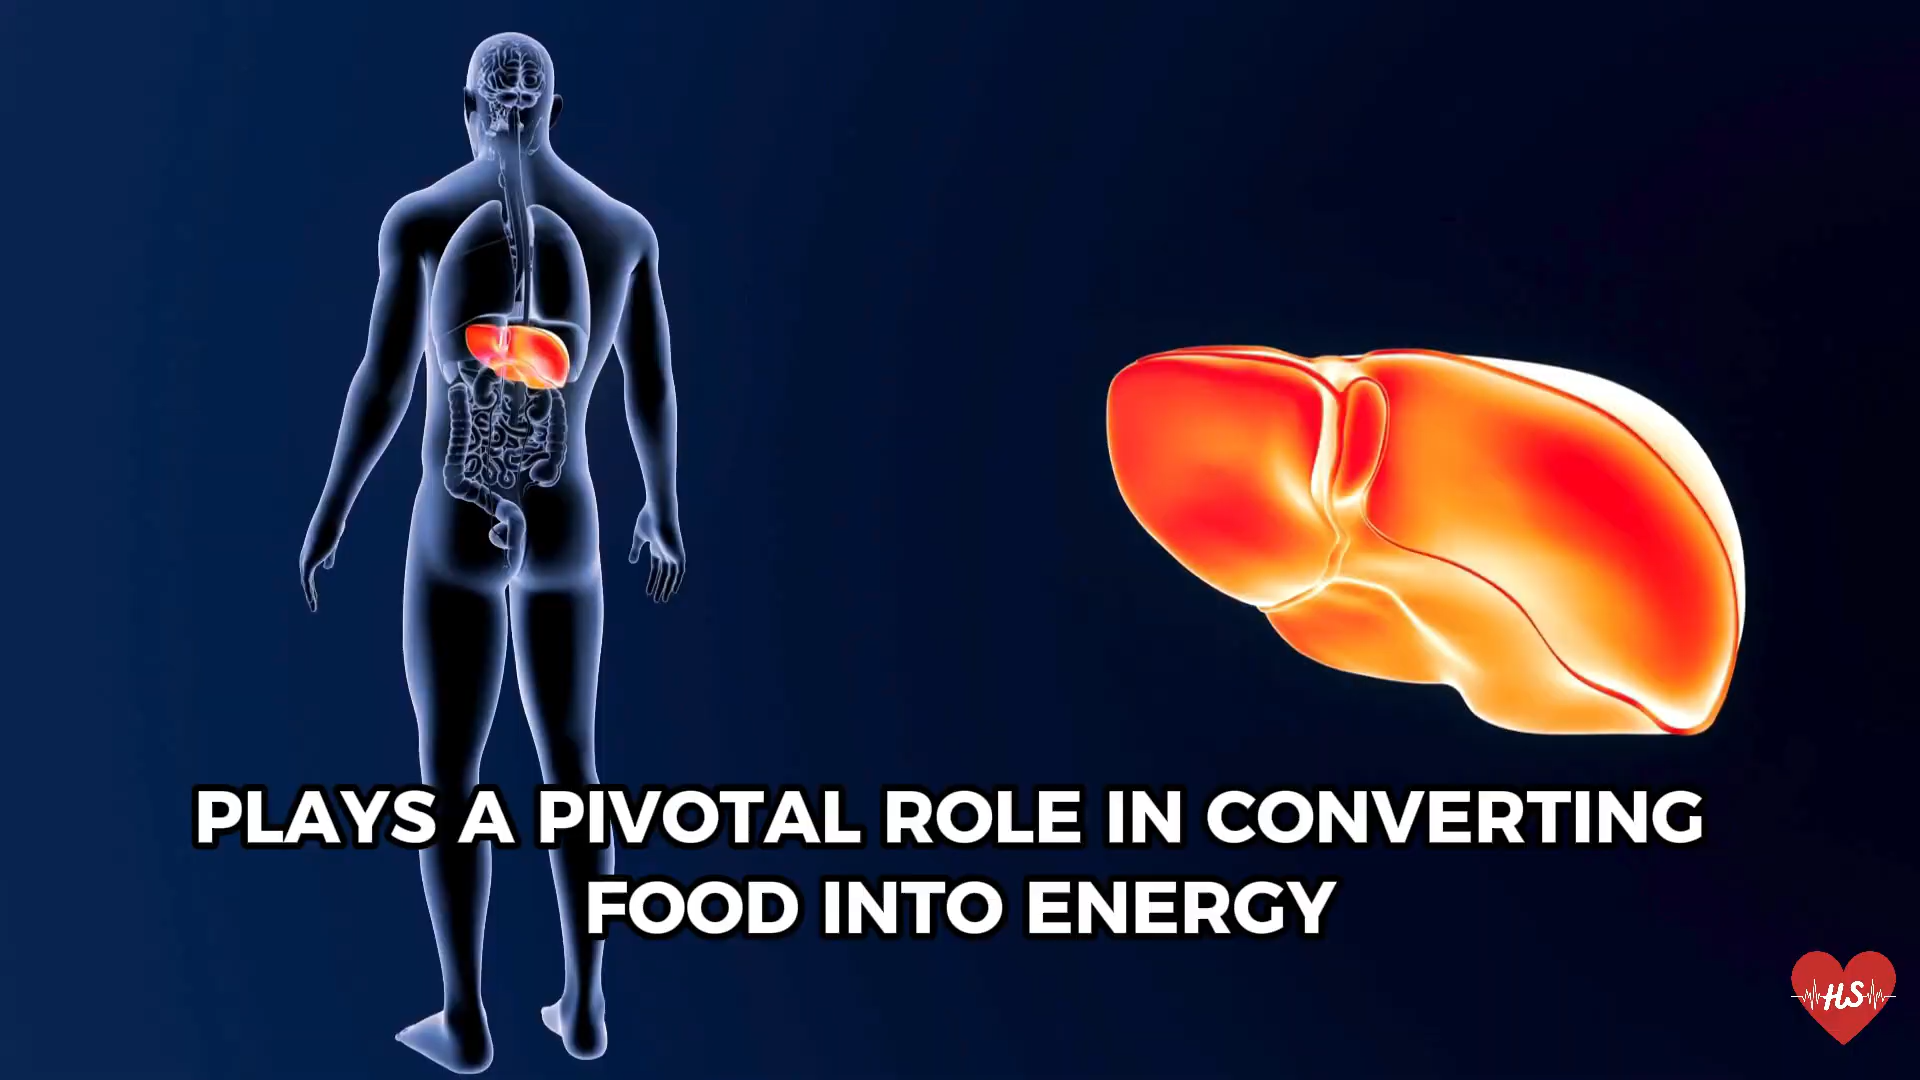 PLAYS A PIVOTAL ROLE IN CONVERTING
FOOD INTO ENERGY
HS